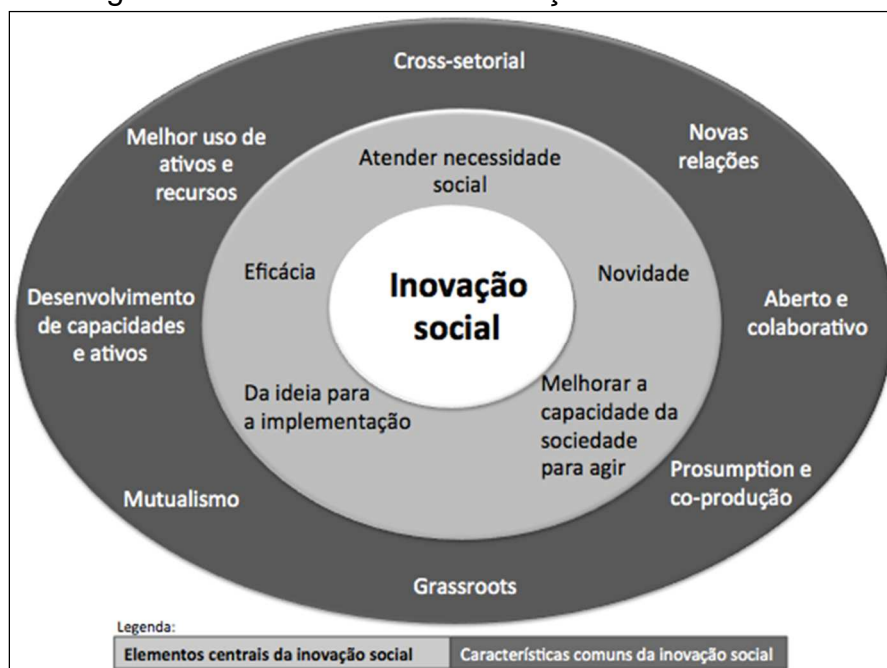 Cross-setorial
Melhor uso de
ativos e
recursos
Novas
relações
Atender necessidade
social
Eficácia
Novidade
Inovação
social
Desenvolvimento
de capacidades
e ativos
Aberto e
colaborativo
Da ideia para
a implementação
Melhorar a
capacidade da
sociedade
para agir
Mutualismo
Prosumption e
co-produção
Grassroots
Legenda:
Elementos centrais da inovação social
Características comuns da inovação social